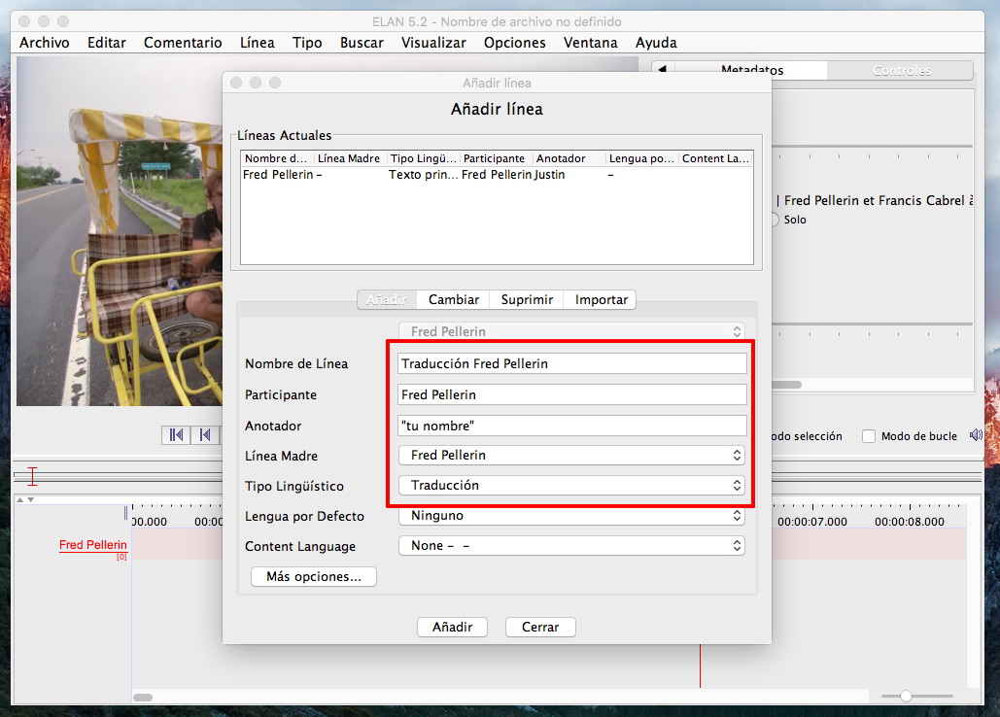 ELAN 5.2 - Nombre de archivo no definido
Archivo Editar Comentario Línea Tipo Buscar Visualizar Opciones Ventana Ayuda
Metadatos Controles
Añadir línea
Añadir línea
Líneas Actuales
Nombre d... Línea Madre Tipo Lingü... Participante Anotador Lengua po... Content La...
Fred Pellerin – Texto prin... Fred Pellerin Justin –
| Fred Pellerin et Francis Cabrel à
Solo
Añadir Cambiar Suprimir Importar
Fred Pellerin
Nombre de Línea Traducción Fred Pellerin
Participante Fred Pellerin
Anotador "tu nombre"
Línea Madre Fred Pellerin
Tipo Lingüístico Traducción
Lengua por Defecto Ninguno
Content Language None – –
Más opciones...
Añadir Cerrar
odo selección Modo de bucle
00.000 00:00 00:00:07.000 00:00:08.000
Fred Pellerin
[0]